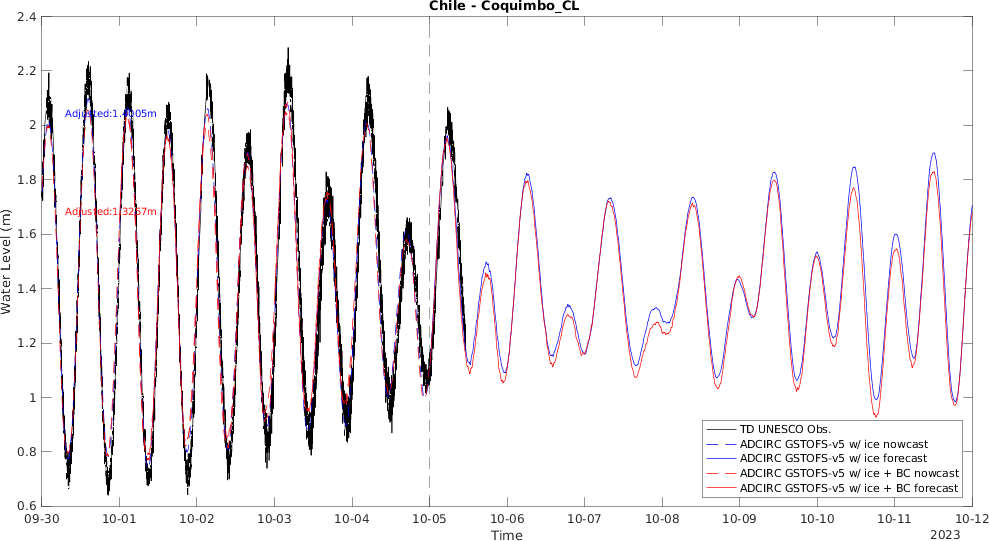 Chile - Coquimbo_CL
Water Level (m)
2.4
2.2
2
1.8
1.6
1.4
1.2
1
0.8
0.6
Adjusted:1.4005m
Adjusted:1.3267m
TD UNESCO Obs.
ADCIRC GSTOFS-v5 w/ ice nowcast
ADCIRC GSTOFS-v5 w/ ice forecast
ADCIRC GSTOFS-v5 w/ ice + BC nowcast
ADCIRC GSTOFS-v5 w/ ice + BC forecast
09-30 10-01 10-02 10-03 10-04 10-05 10-06 10-07 10-08 10-09 10-10 10-11 10-12
Time
2023